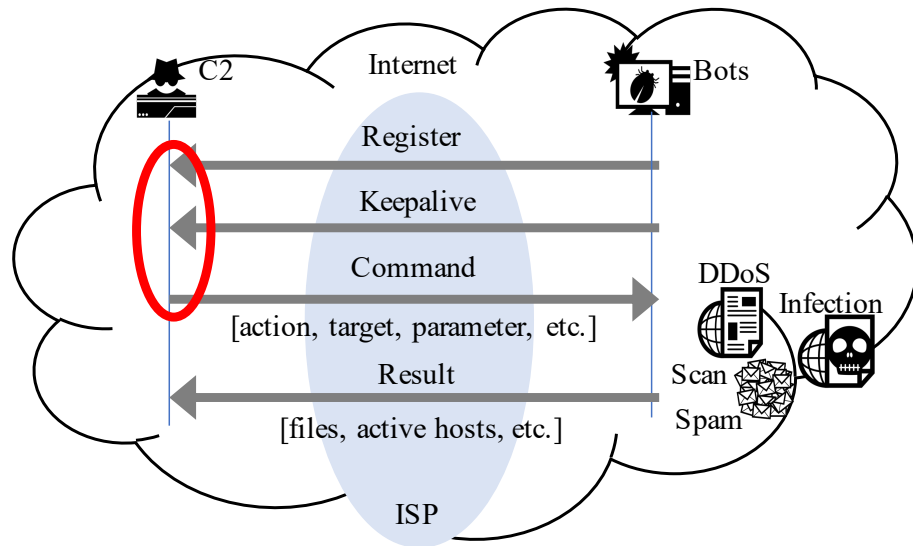 C2
Internet
Bots
Register
Keepalive
Command
[action, target, parameter, etc.]
DDoS
Infection
Result
Scan
[files, active hosts, etc.]
Spam
ISP